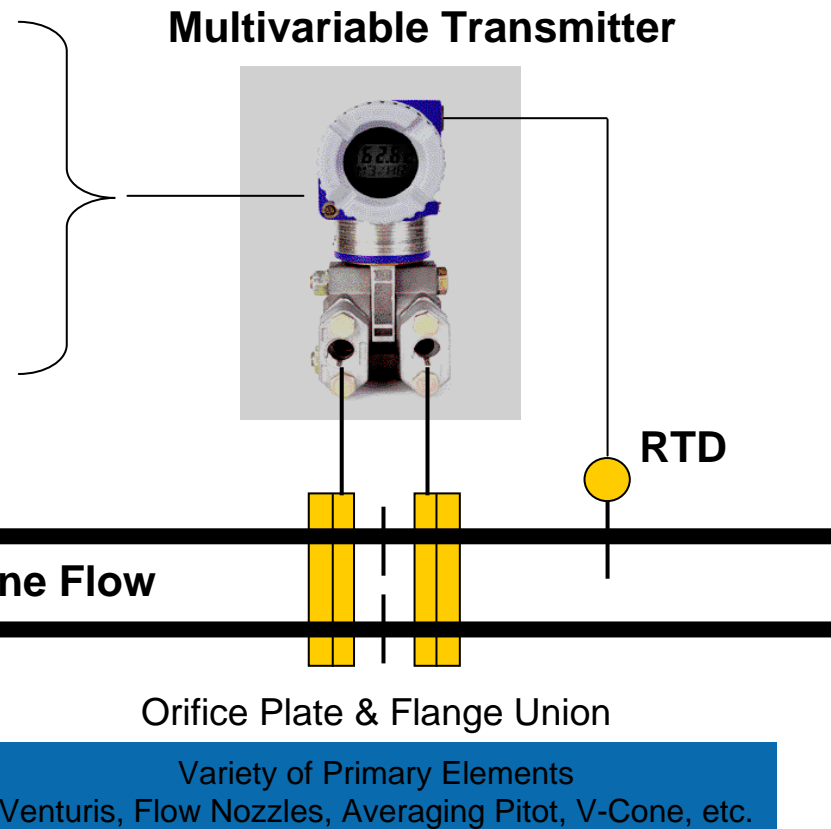 Multivariable Transmitter
RTD
ne Flow
Orifice Plate & Flange Union
Variety of Primary Elements
Venturis, Flow Nozzles, Averaging Pitot, V-Cone, etc.